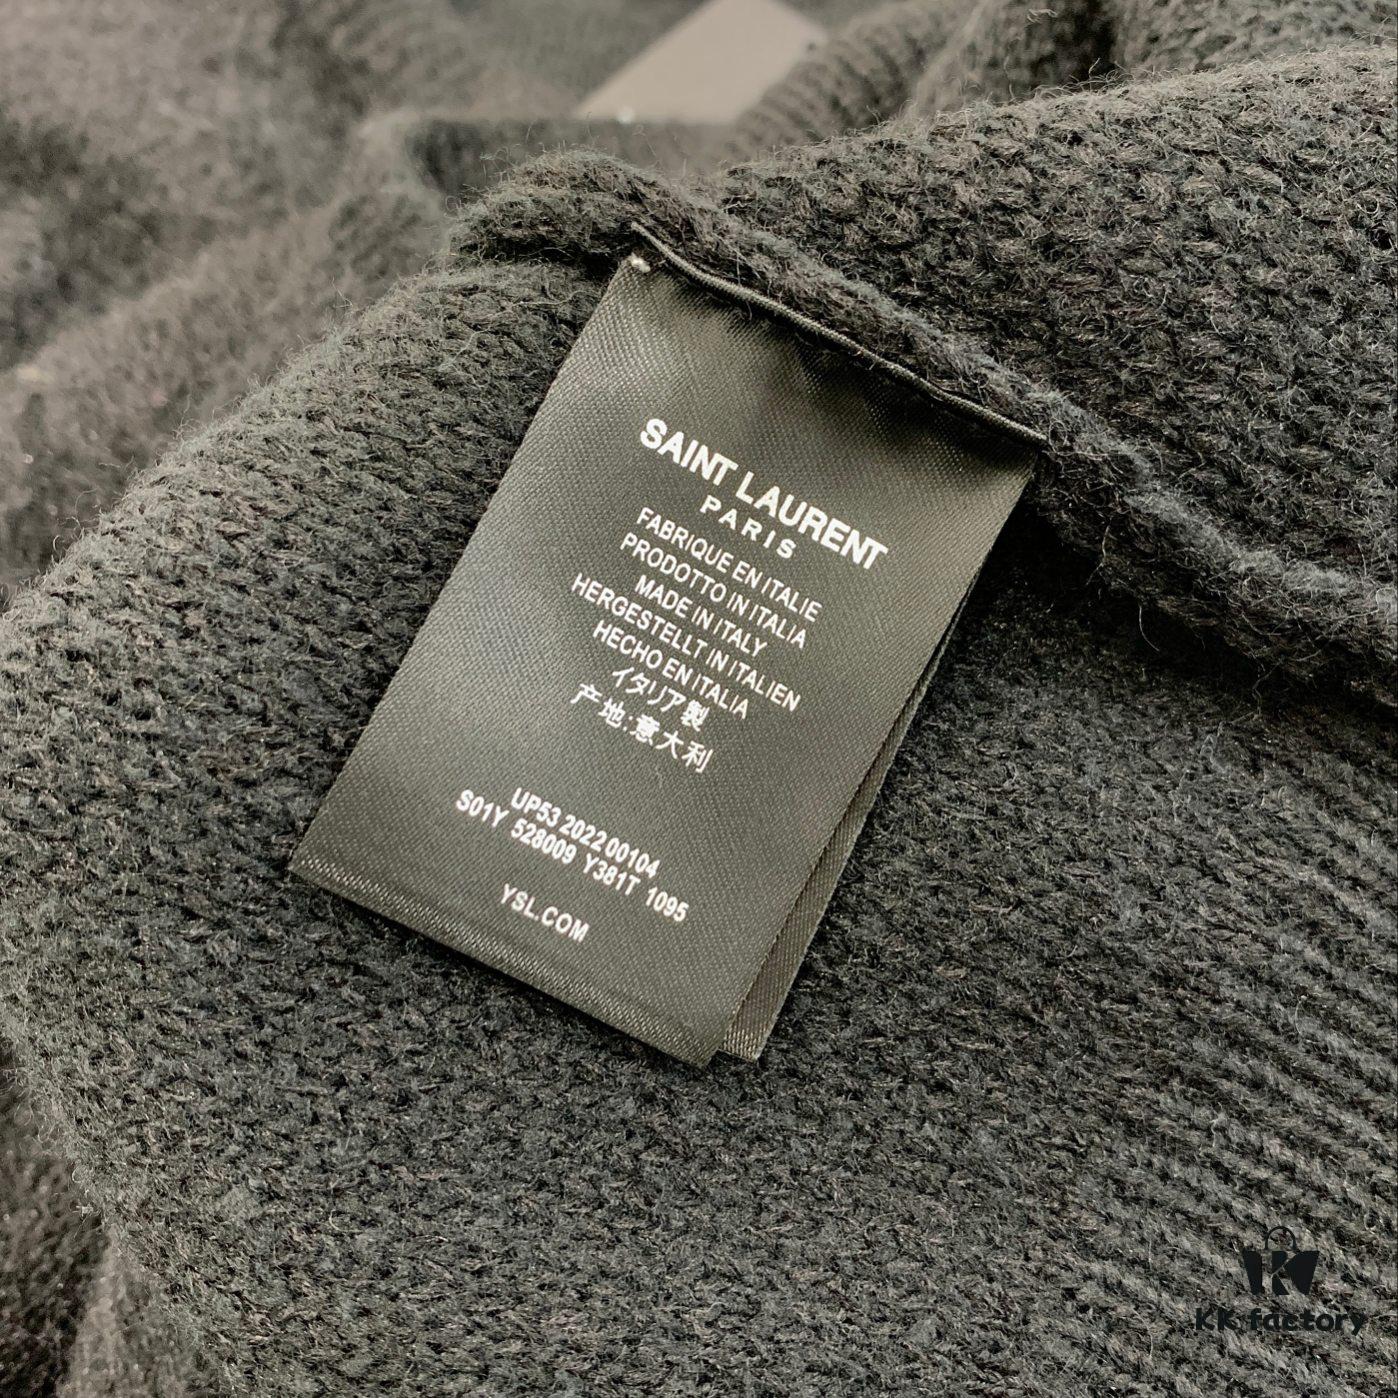 SAINT LAURENT
PARIS
FABRIQUE EN ITALIE
PRODOTTO IN ITALIA
MADE IN ITALY
HERGESTELLT IN ITALIEN
HECHO EN ITALIA
イタリア製
产地:意大利
UP53 2022 00104
S01Y 528009 Y381T 1095
YSL.COM
KK factory